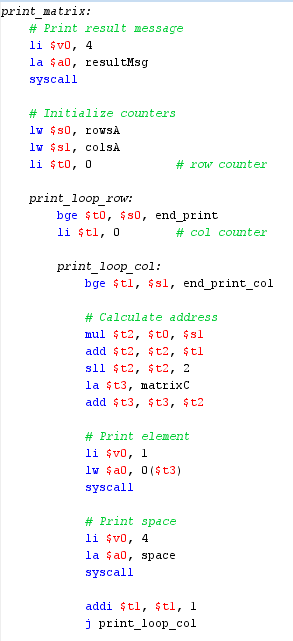 print_matrix:
# Print result message
li $v0, 4
la $a0, resultMsg
syscall
# Initialize counters
lw $s0, rowsA
lw $s1, colsA
li $t0, 0 # row counter
print_loop_row:
bge $t0, $s0, end_print
li $t1, 0 # col counter
print_loop_col:
bge $t1, $s1, end_print_col
# Calculate address
mul $t2, $t0, $s1
add $t2, $t2, $t1
sll $t2, $t2, 2
la $t3, matrixC
add $t3, $t3, $t2
# Print element
li $v0, 1
lw $a0, 0($t3)
syscall
# Print space
li $v0, 4
la $a0, space
syscall
addi $t1, $t1, 1
j print_loop_col